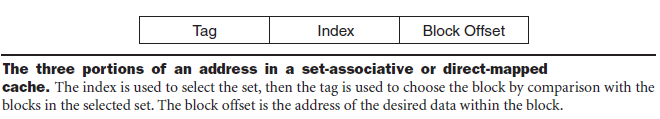 Tag Index Block Offset
The three portions of an address in a set-associative or direct-mapped
cache. The index is used to select the set, then the tag is used to choose the block by comparison with the
blocks in the selected set. The block offset is the address of the desired data within the block.